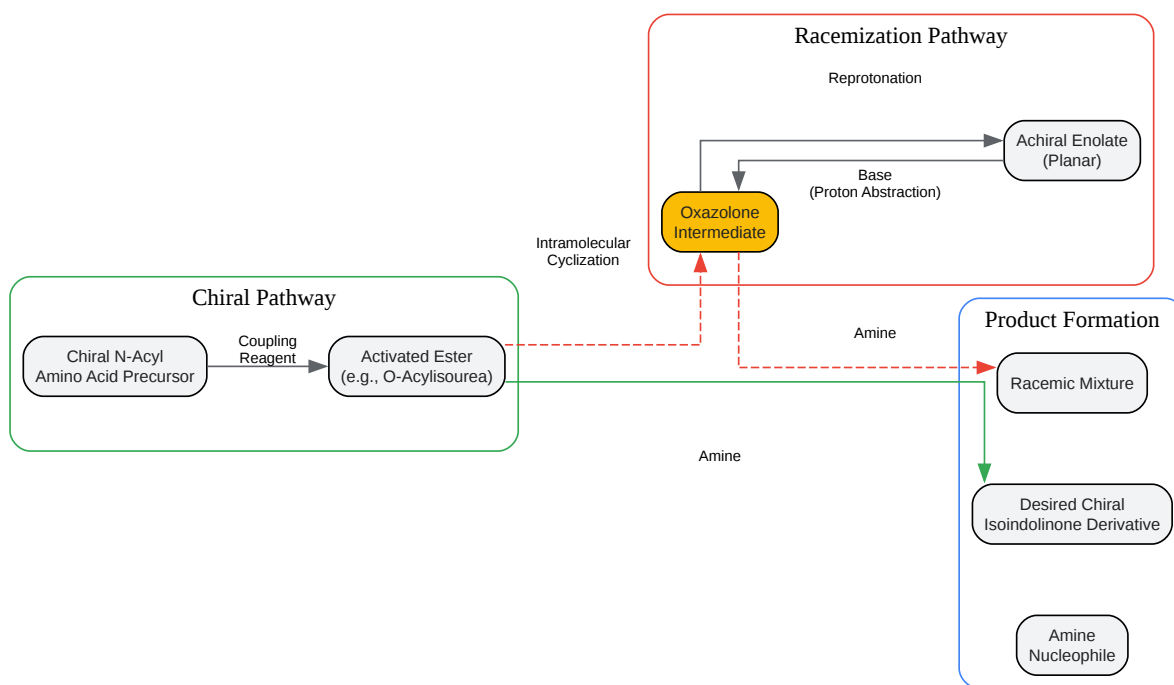 Racemization Pathway
Reprotonation
Achiral Enolate
(Planar)
Base
(Proton Abstraction)
Oxazolone
Intermediate
Intramolecular
Cyclization
Chiral Pathway
Chiral N-Acyl
Amino Acid Precursor
Coupling
Reagent
Activated Ester
(e.g., O-Acylisourea)
Amine
Amine
Product Formation
Racemic Mixture
Desired Chiral
Isoindolinone Derivative
Amine
Nucleophile